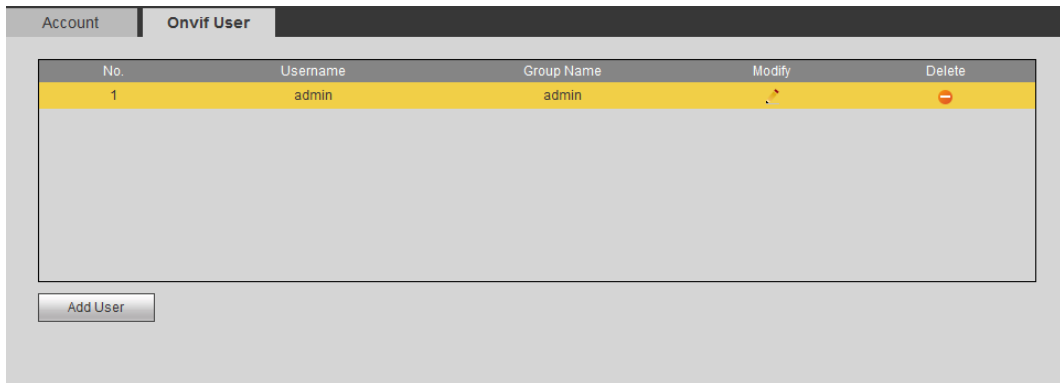 Account Onvif User
No. Username Group Name Modify Delete
1 admin admin
Add User